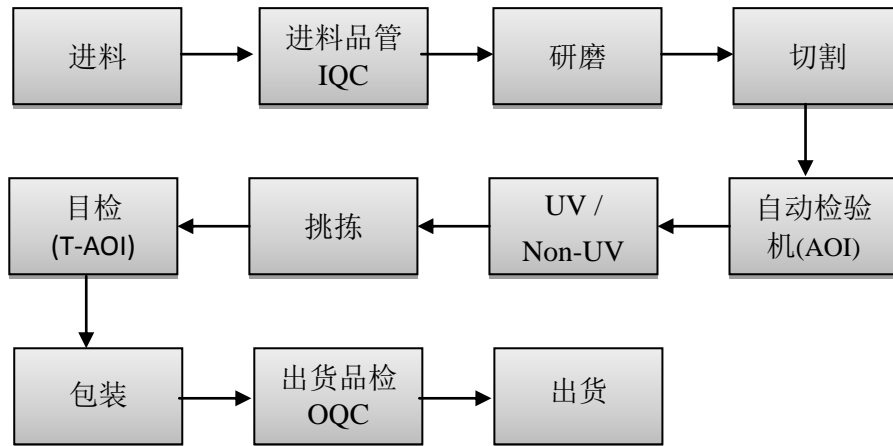 进料
进料品管
IQC
研磨
切割
自动检验
机(AOI)
UV /
Non-UV
挑拣
目检
(T-AOI)
包装
出货品检
OQC
出货